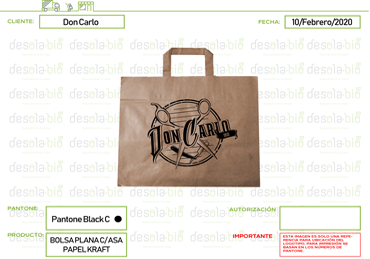 CLIENTE:
Don Carlo
FECHA:
10/Febrero/2020
DON CARLO
PANTONE:
Pantone Black C
AUTORIZACIÓN
PRODUCTO:
BOLSA PLANA C/ASA
PAPEL KRAFT
IMPORTANTE
ESTA IMAGEN ES SOLO UNA REFE-
RENCIA PARA UBICACIÓN DEL
LOGOTIPO. PARA IMPRESIÓN SE
BASAN EN LOS NUMEROS DE
PANTONE.